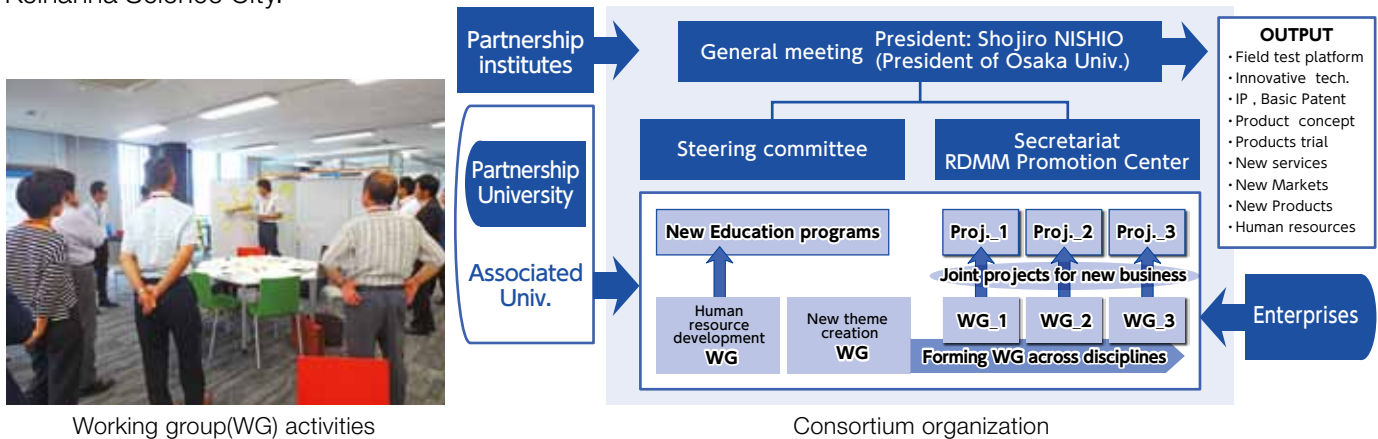 Keihanna Science City.
Partnership
institutes
General meeting
President: Shojiro NISHIO
(President of Osaka Univ.)
OUTPUT
・Field test platform
・Innovative tech.
・IP , Basic Patent
・Product concept
・Products trial
・New services
・New Markets
・New Products
・Human resources
Partnership
University
Associated
Univ.
Steering committee
Secretariat
RDMM Promotion Center
New Education programs
Proj._1
Proj._2
Proj._3
Joint projects for new business
Human
resource
development
WG
New theme
creation
WG
WG_1
WG_2
WG_3
Forming WG across disciplines
Enterprises
Working group(WG) activities
Consortium organization